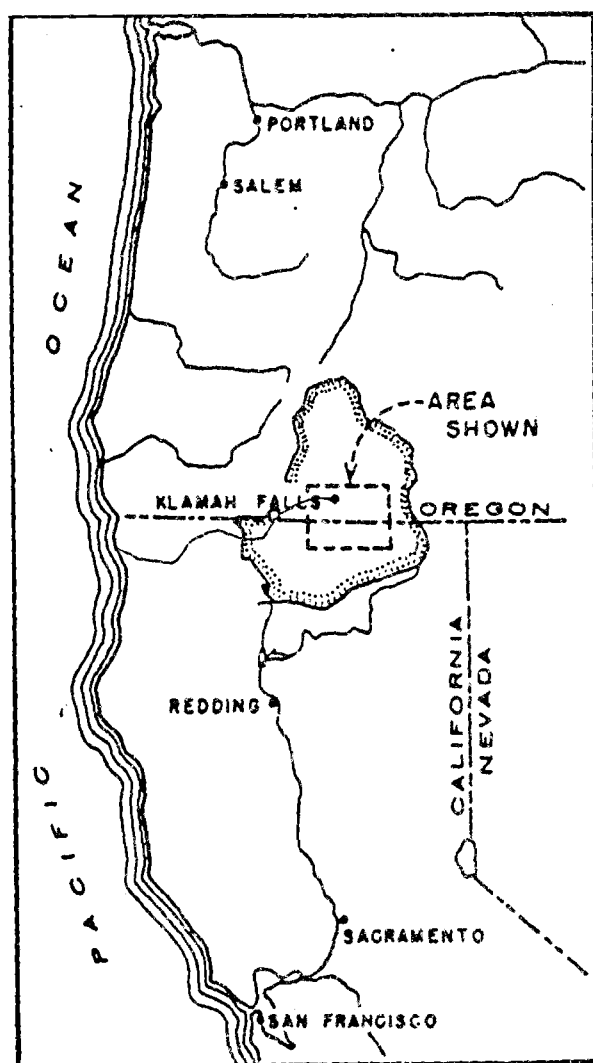 PORTLAND
SALEM
OCEAN
AREA
SHOWN
KLAMAH FALLS
OREGON
CALIFORNIA
NEVADA
REDDING
PACIFIC
SACRAMENTO
SAN FRANCISCO